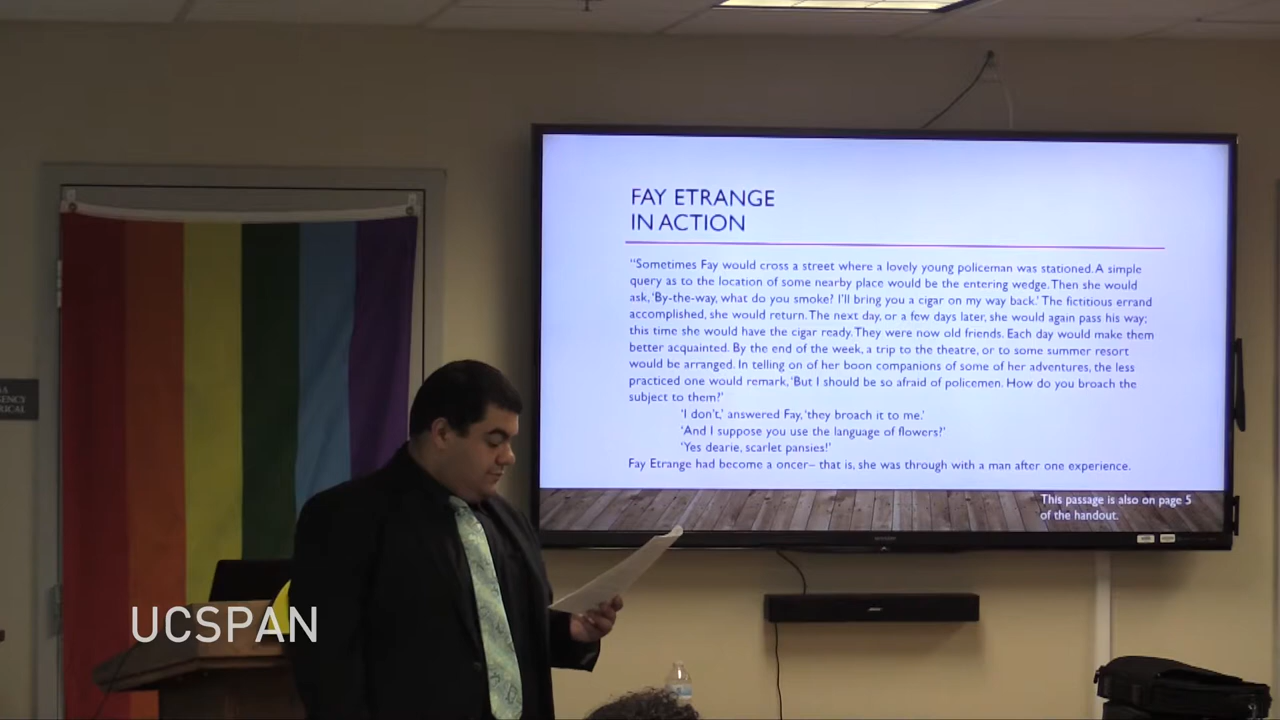 FAY ETRANGE
IN ACTION
“Sometimes Fay would cross a street where a lovely young policeman was stationed. A simple
query as to the location of some nearby place would be the entering wedge. Then she would
ask, ‘By-the-way, what do you smoke? I’ll bring you a cigar on my way back.’ The fictitious errand
accomplished, she would return. The next day, or a few days later, she would again pass his way;
this time she would have the cigar ready. They were now old friends. Each day would make them
better acquainted. By the end of the week, a trip to the theatre, or to some summer resort
would be arranged. In telling on of her boon companions of some of her adventures, the less
practiced one would remark, ‘But I should be so afraid of policemen. How do you broach the
subject to them?’
‘I don’t,’ answered Fay, ‘they broach it to me.’
‘And I suppose you use the language of flowers?’
‘Yes dearie, scarlet pansies!’
Fay Etrange had become a oncer– that is, she was through with a man after one experience.
This passage is also on page 5
of the handout.
UCSPAN